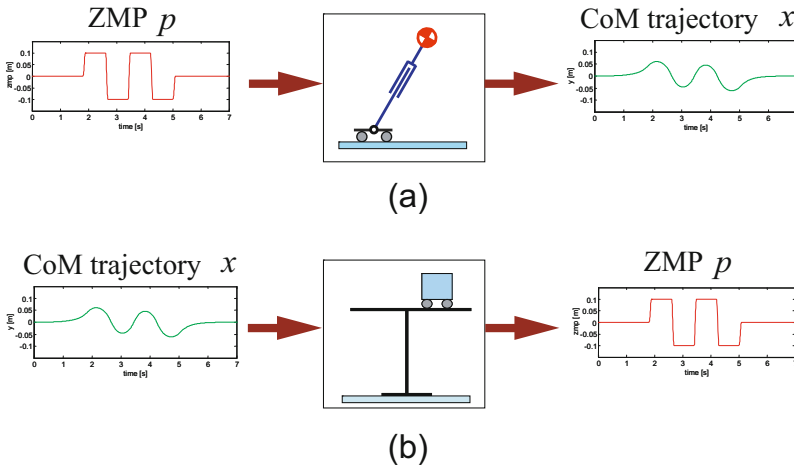 ZMP p
CoM trajectory x
zmp [m]
0.1
0.05
0
-0.05
-0.1
0 1 2 3 4 5 6 7
time [s]
y [m]
0.1
0.05
0
-0.05
-0.1
0 1 2 3 4 5 6 7
time [s]
(a)
CoM trajectory x
ZMP p
y [m]
0.1
0.05
0
-0.05
-0.1
0 1 2 3 4 5 6 7
time [s]
zmp [m]
0.1
0.05
0
-0.05
-0.1
0 1 2 3 4 5 6
time [s]
(b)